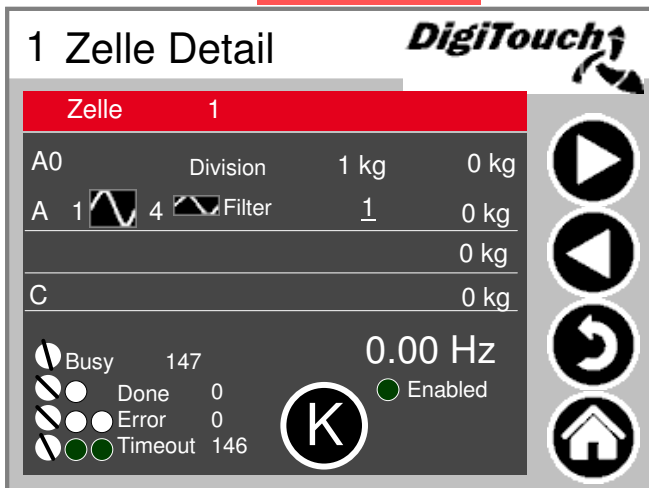 1 Zelle Detail
DigiTouch
Zelle 1
A0 Division 1 kg 0 kg
A 1 4 Filter 1 0 kg
0 kg
C 0 kg
0.00 Hz
Busy 147
Enabled
Done 0
Error 0
Timeout 146
K